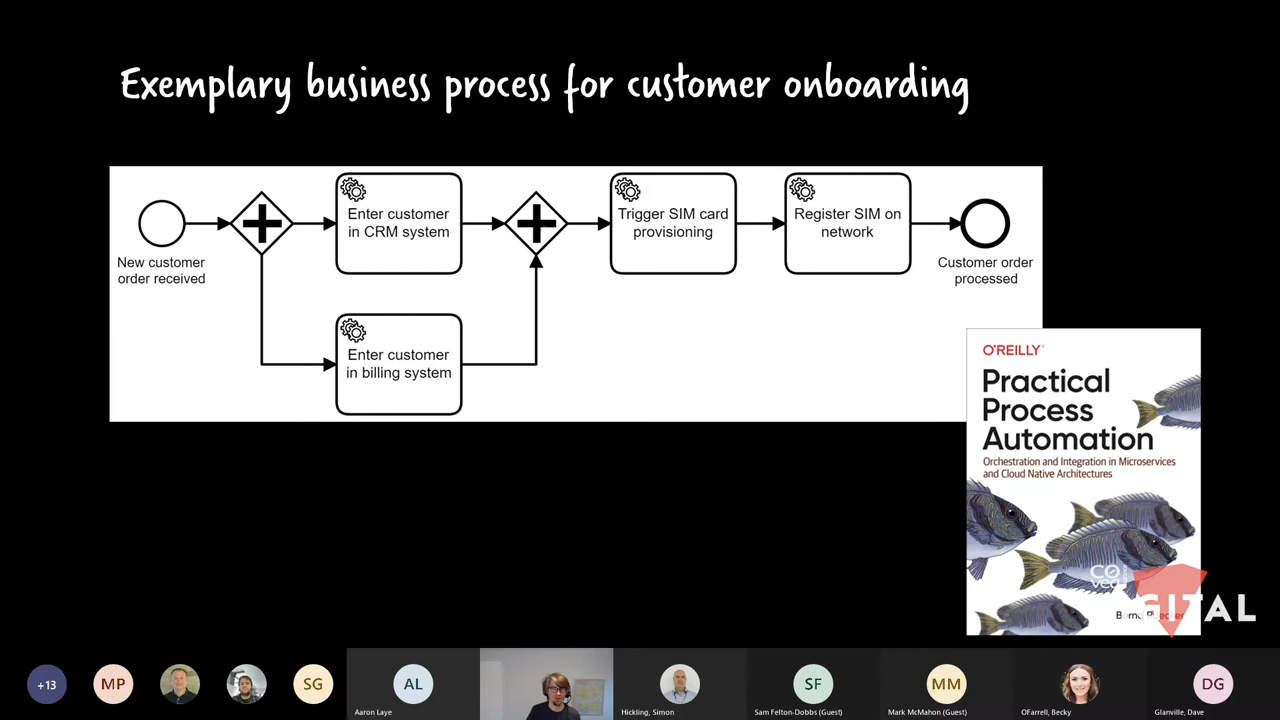 Exemplary business process for customer onboarding
New customer
order received
Enter customer
in CRM system
Enter customer
in billing system
Trigger SIM card
provisioning
Register SIM on
network
Customer order
processed
O'REILLY
Practical
Process
Automation
Orchestration and Integration in Microservices
and Cloud Native Architectures
Bernd
GITAL
+13
MP
SG
AL
Aaron Laye
Hickling, Simon
SF
Sam Felton-Dobbs (Guest)
MM
Mark McMahon (Guest)
OFarrell, Becky
DG
Glanville, Dave